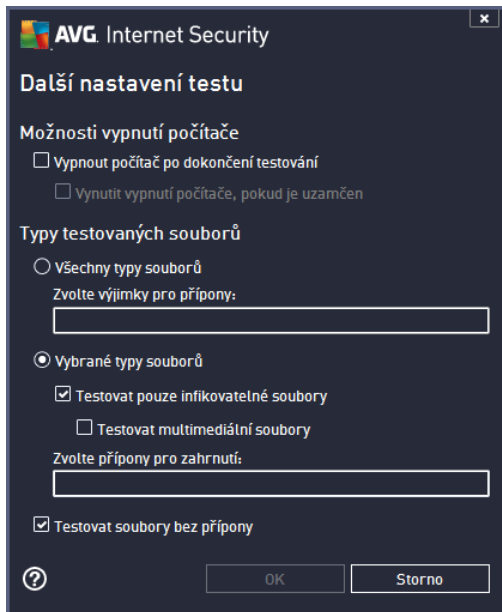 AVG. Internet Security
Další nastavení testu
Možnosti vypnutí počítače
Vypnout počítač po dokončení testování
Vynutit vypnutí počítače, pokud je uzamčen
Typy testovaných souborů
Všechny typy souborů
Zvolte výjimky pro přípony:
Vybrané typy souborů
Testovat pouze infikovatelné soubory
Testovat multimediální soubory
Zvolte přípony pro zahrnutí:
Testovat soubory bez přípony
OK Storno